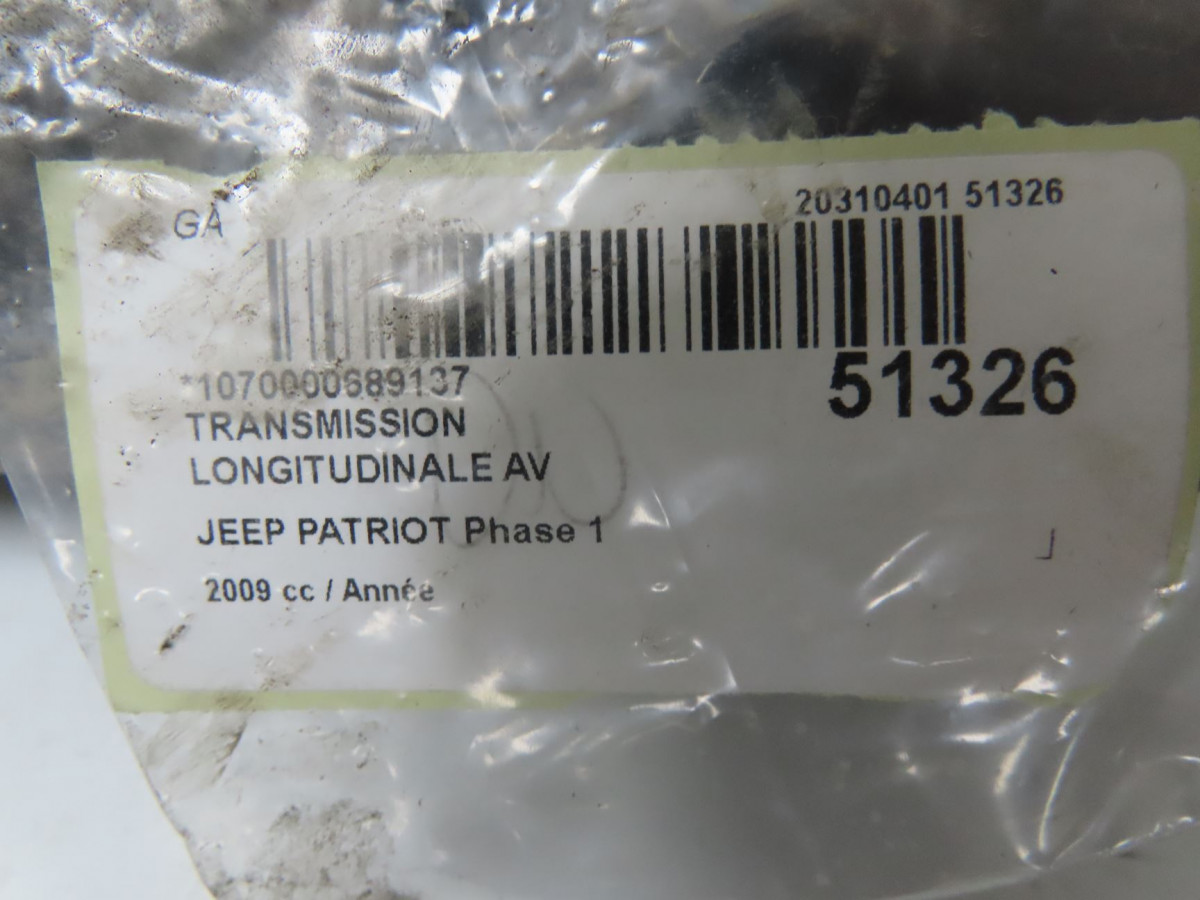 GA
20310401 51326
*1070000689137
51326
TRANSMISSION
LONGITUDINALE AV
JEEP PATRIOT Phase 1
2009 cc / Année